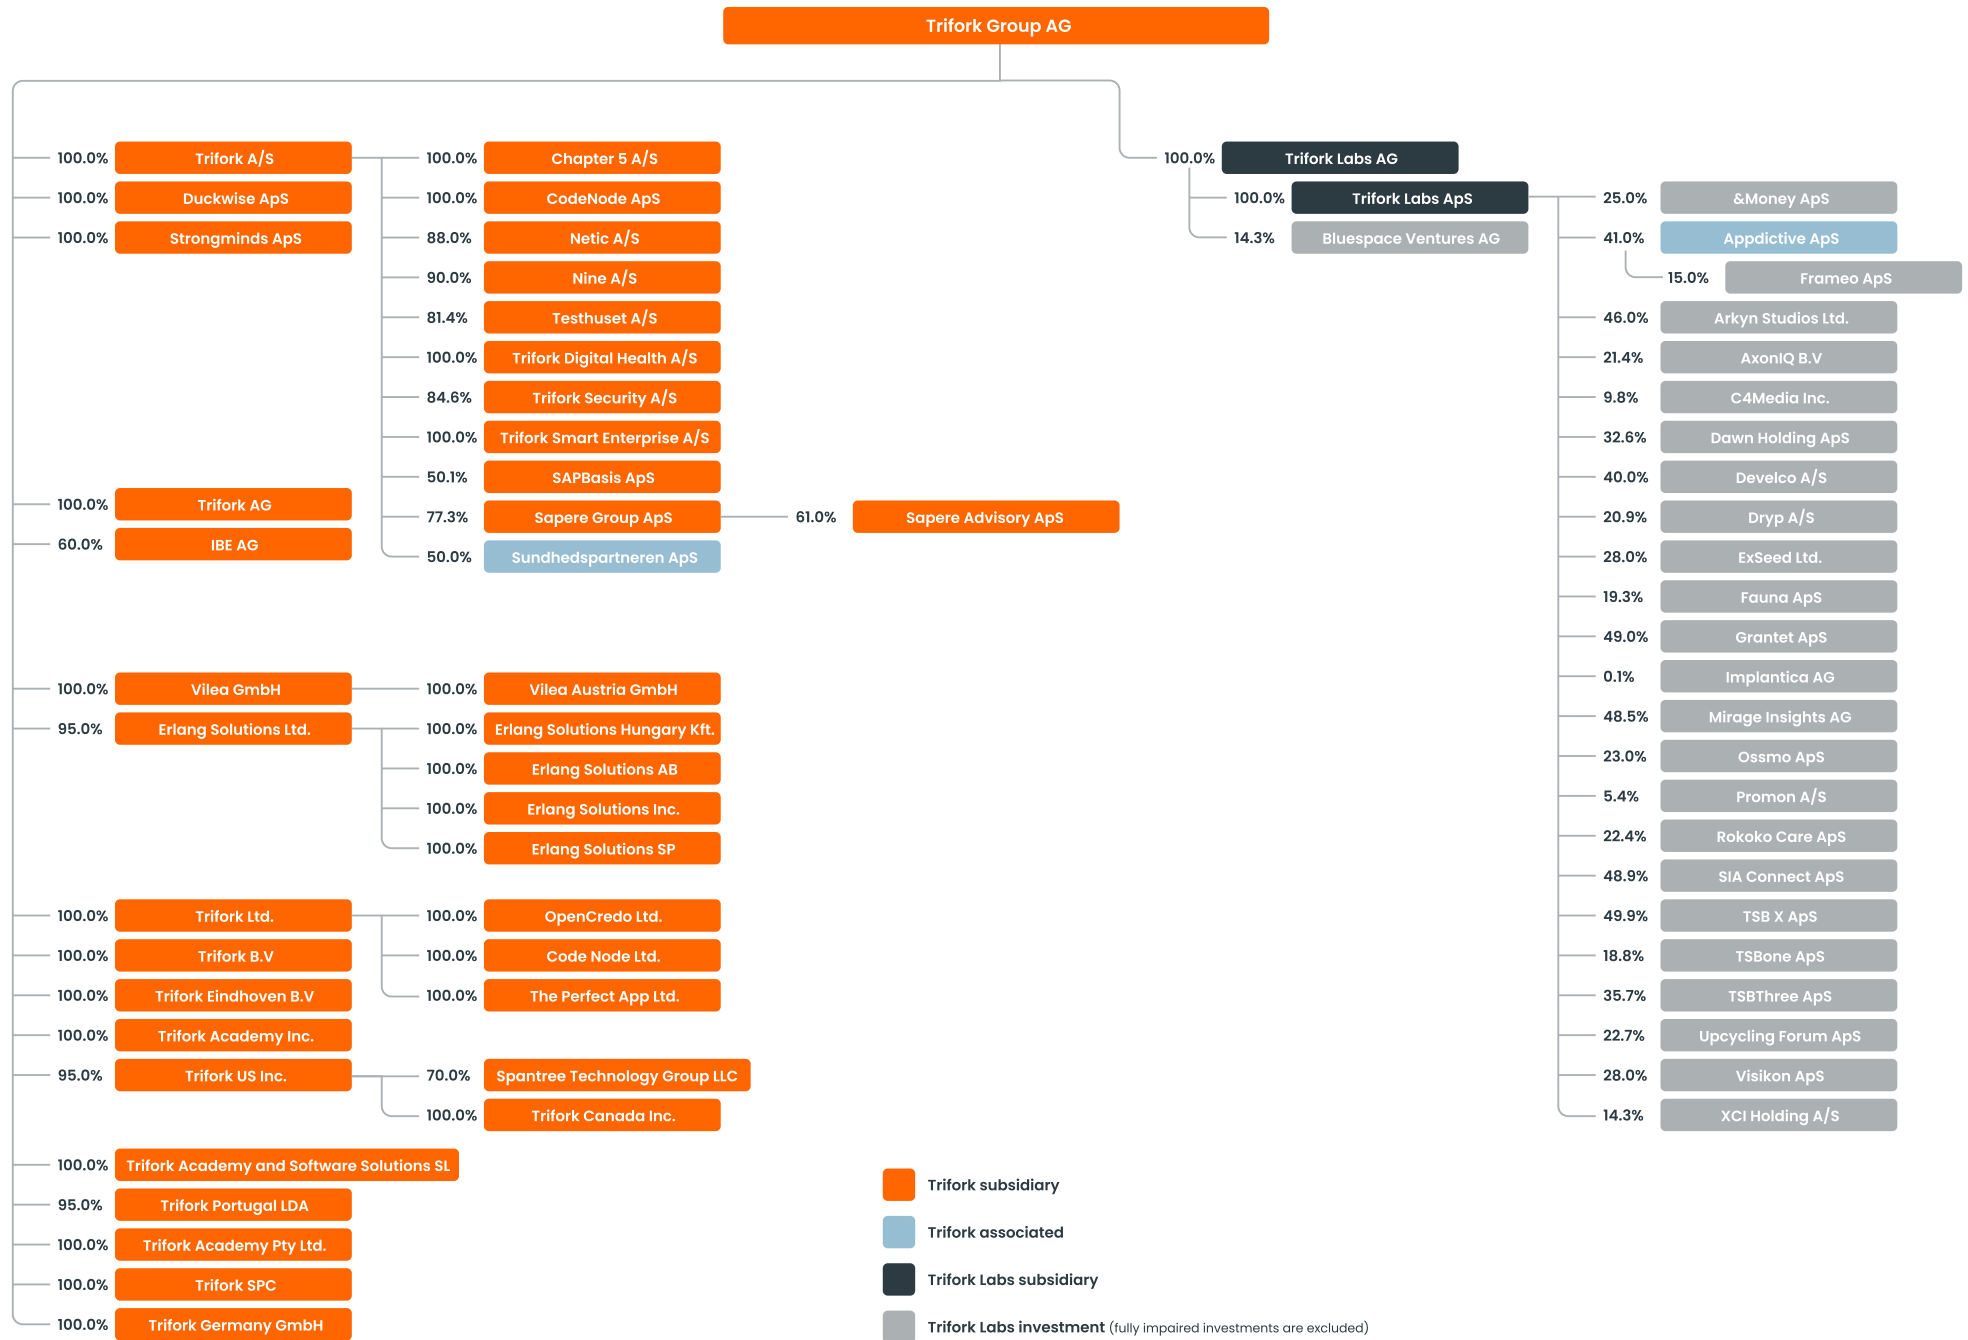 Trifork Group AG
100.0% Trifork A/S
100.0% Duckwise ApS
100.0% Strongminds ApS
100.0% Trifork AG
60.0% IBE AG
100.0% Vilea GmbH
95.0% Erlang Solutions Ltd.
100.0% Trifork Ltd.
100.0% Trifork B.V
100.0% Trifork Eindhoven B.V
100.0% Trifork Academy Inc.
95.0% Trifork US Inc.
100.0% Trifork Academy and Software Solutions SL
95.0% Trifork Portugal LDA
100.0% Trifork Academy Pty Ltd.
100.0% Trifork SPC
100.0% Trifork Germany GmbH
100.0% Chapter 5 A/S
100.0% CodeNode ApS
88.0% Netic A/S
90.0% Nine A/S
81.4% Testhuset A/S
100.0% Trifork Digital Health A/S
84.6% Trifork Security A/S
100.0% Trifork Smart Enterprise A/S
50.1% SAPBasis ApS
77.3% Sapere Group ApS
61.0% Sapere Advisory ApS
50.0% Sundhedspartneren ApS
100.0% Vilea Austria GmbH
100.0% Erlang Solutions Hungary Kft.
100.0% Erlang Solutions AB
100.0% Erlang Solutions Inc.
100.0% Erlang Solutions SP
100.0% OpenCredo Ltd.
100.0% Code Node Ltd.
100.0% The Perfect App Ltd.
70.0% Spantree Technology Group LLC
100.0% Trifork Canada Inc.
100.0% Trifork Labs AG
100.0% Trifork Labs ApS
14.3% Bluespace Ventures AG
25.0% &Money ApS
41.0% Appdictive ApS
15.0% Frameo ApS
46.0% Arkyn Studios Ltd.
21.4% AxonIQ B.V
9.8% C4Media Inc.
32.6% Dawn Holding ApS
40.0% Develco A/S
20.9% Dryp A/S
28.0% ExSeed Ltd.
19.3% Fauna ApS
49.0% Grantet ApS
0.1% Implantica AG
48.5% Mirage Insights AG
23.0% Ossmo ApS
5.4% Promon A/S
22.4% Rokoko Care ApS
48.9% SIA Connect ApS
49.9% TSB X ApS
18.8% TSBone ApS
35.7% TSBThree ApS
22.7% Upcycling Forum ApS
28.0% Visikon ApS
14.3% XCI Holding A/S
Trifork subsidiary
Trifork associated
Trifork Labs subsidiary
Trifork Labs investment (fully impaired investments are excluded)